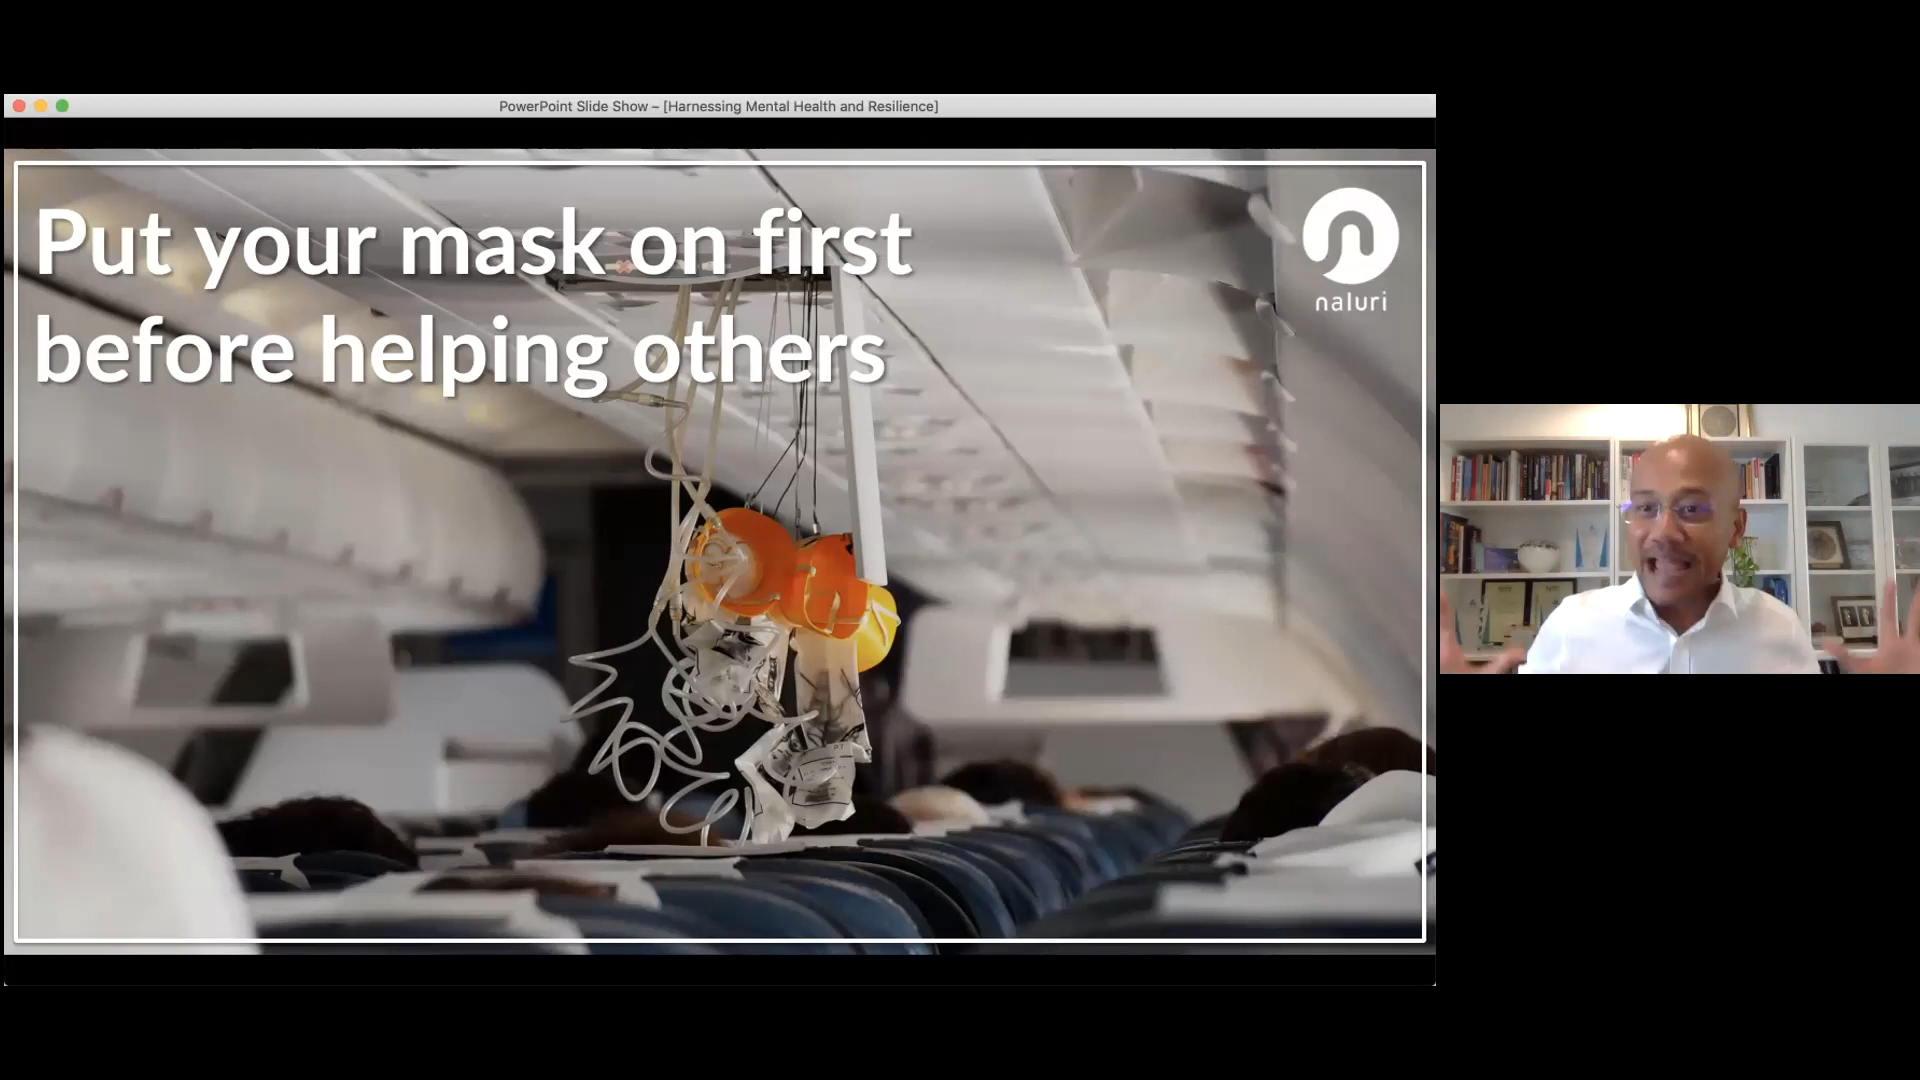 PowerPoint Slide Show – [Harnessing Mental Health and Resilience]
Put your mask on first
before helping others
naluri